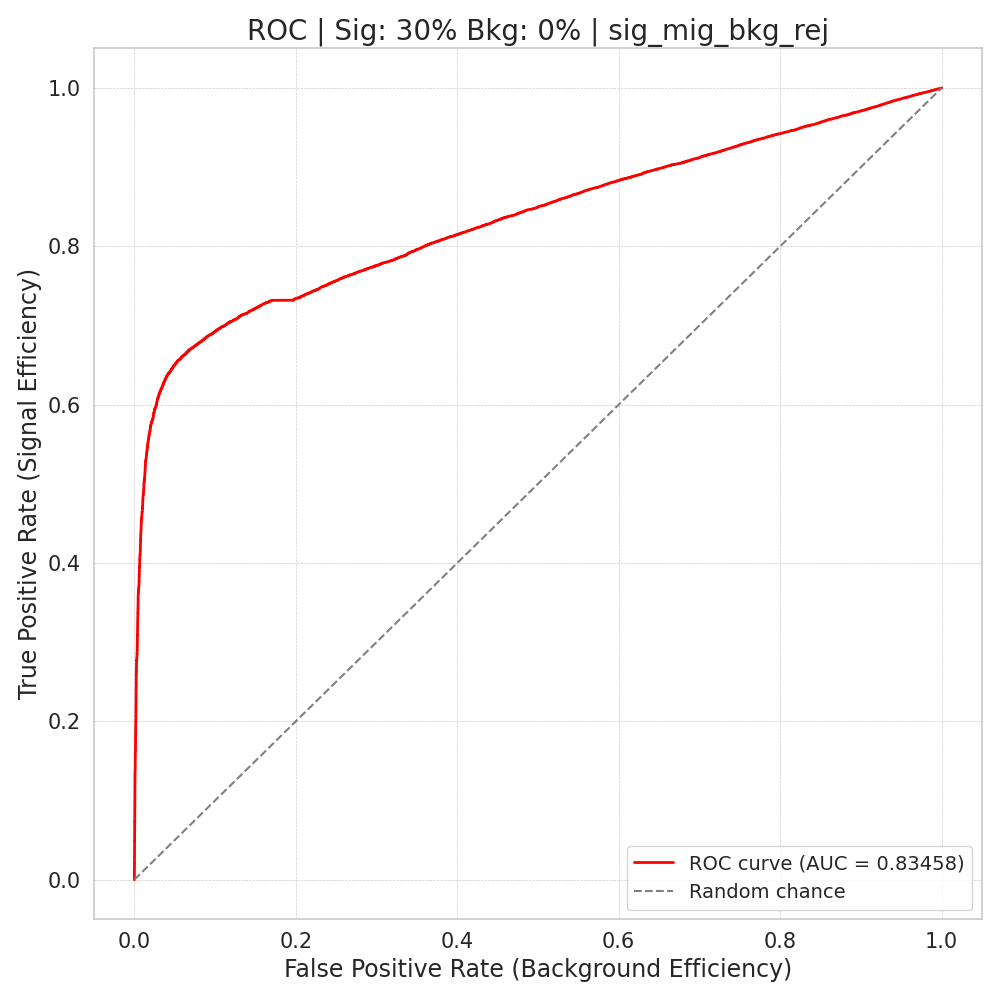 ROC | Sig: 30% Bkg: 0% | sig_mig_bkg_rej
True Positive Rate (Signal Efficiency)
1.0
0.8
0.6
0.4
0.2
0.0
ROC curve (AUC = 0.83458)
Random chance
0.0 0.2 0.4 0.6 0.8 1.0
False Positive Rate (Background Efficiency)